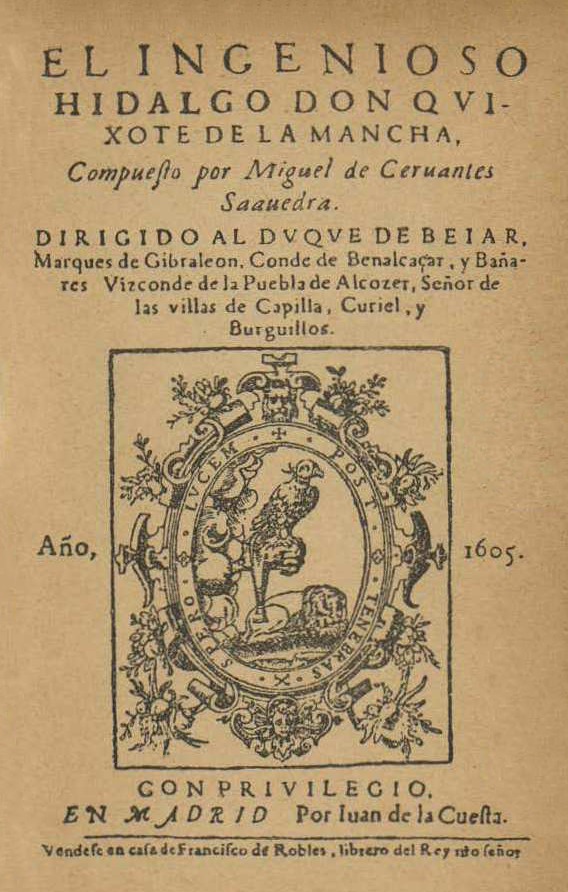 EL INGENIOSO
HIDALGO DON QVI-
XOTE DE LA MANCHA,
Compueſto por Miguel de Ceruantes
Saauedra.
DIRIGIDO AL DVQVE DE BEIAR,
Marques de Gibraleon, Conde de Benalcaçar, y Baña-
res Vizconde de la Puebla de Alcozer, Señor de
las villas de Capilla, Curiel, y
Burguillos.
SPERO LVCEM POST TENEBRAS
Año, 1605.
CON PRIVILEGIO,
EN MADRID Por Iuan de la Cueſta.
Vendeſe en caſa de Franciſco de Robles, librero del Rey nro ſeñor